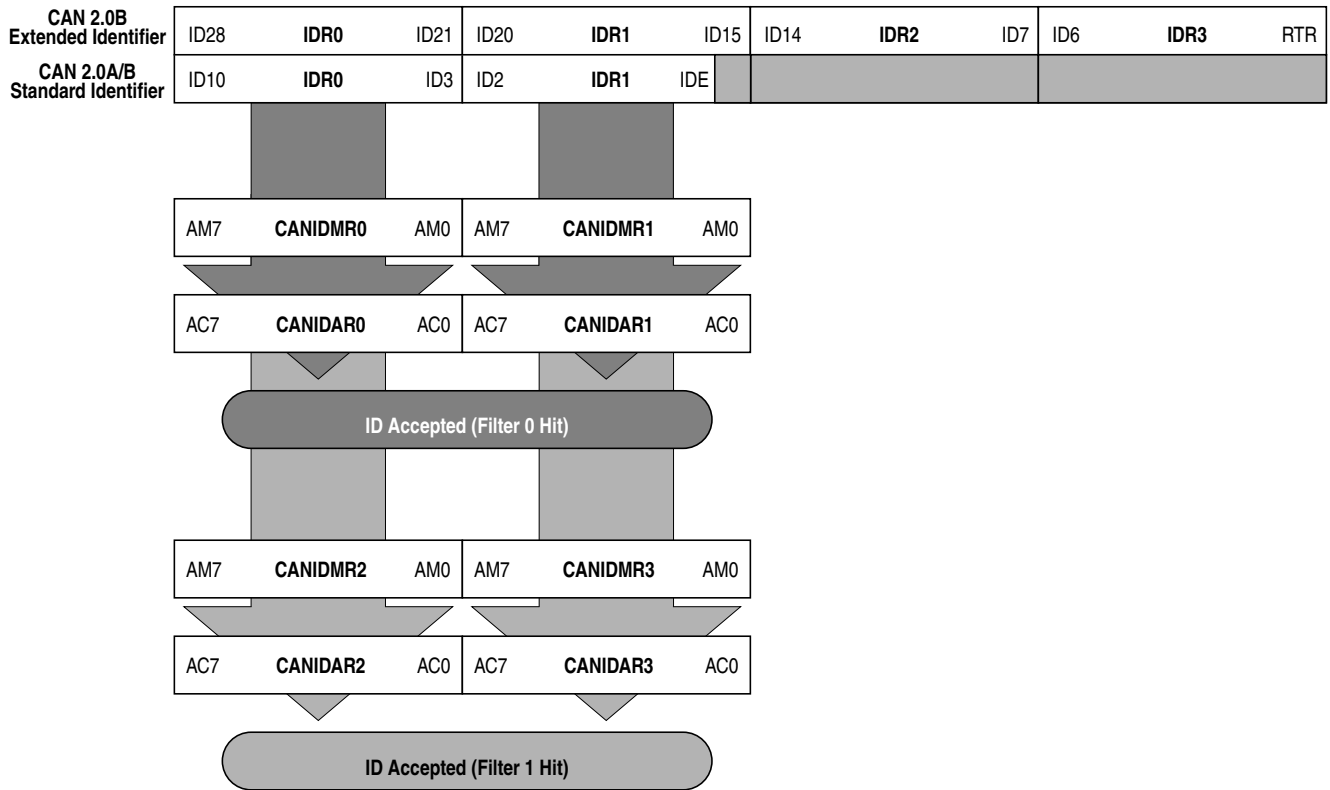 CAN 2.0B
Extended Identifier
ID28 IDR0 ID21 ID20 IDR1 ID15 ID14 IDR2 ID7 ID6 IDR3 RTR
CAN 2.0A/B
Standard Identifier
ID10 IDR0 ID3 ID2 IDR1 IDE
AM7 CANIDMR0 AM0 AM7 CANIDMR1 AM0
AC7 CANIDAR0 AC0 AC7 CANIDAR1 AC0
ID Accepted (Filter 0 Hit)
AM7 CANIDMR2 AM0 AM7 CANIDMR3 AM0
AC7 CANIDAR2 AC0 AC7 CANIDAR3 AC0
ID Accepted (Filter 1 Hit)